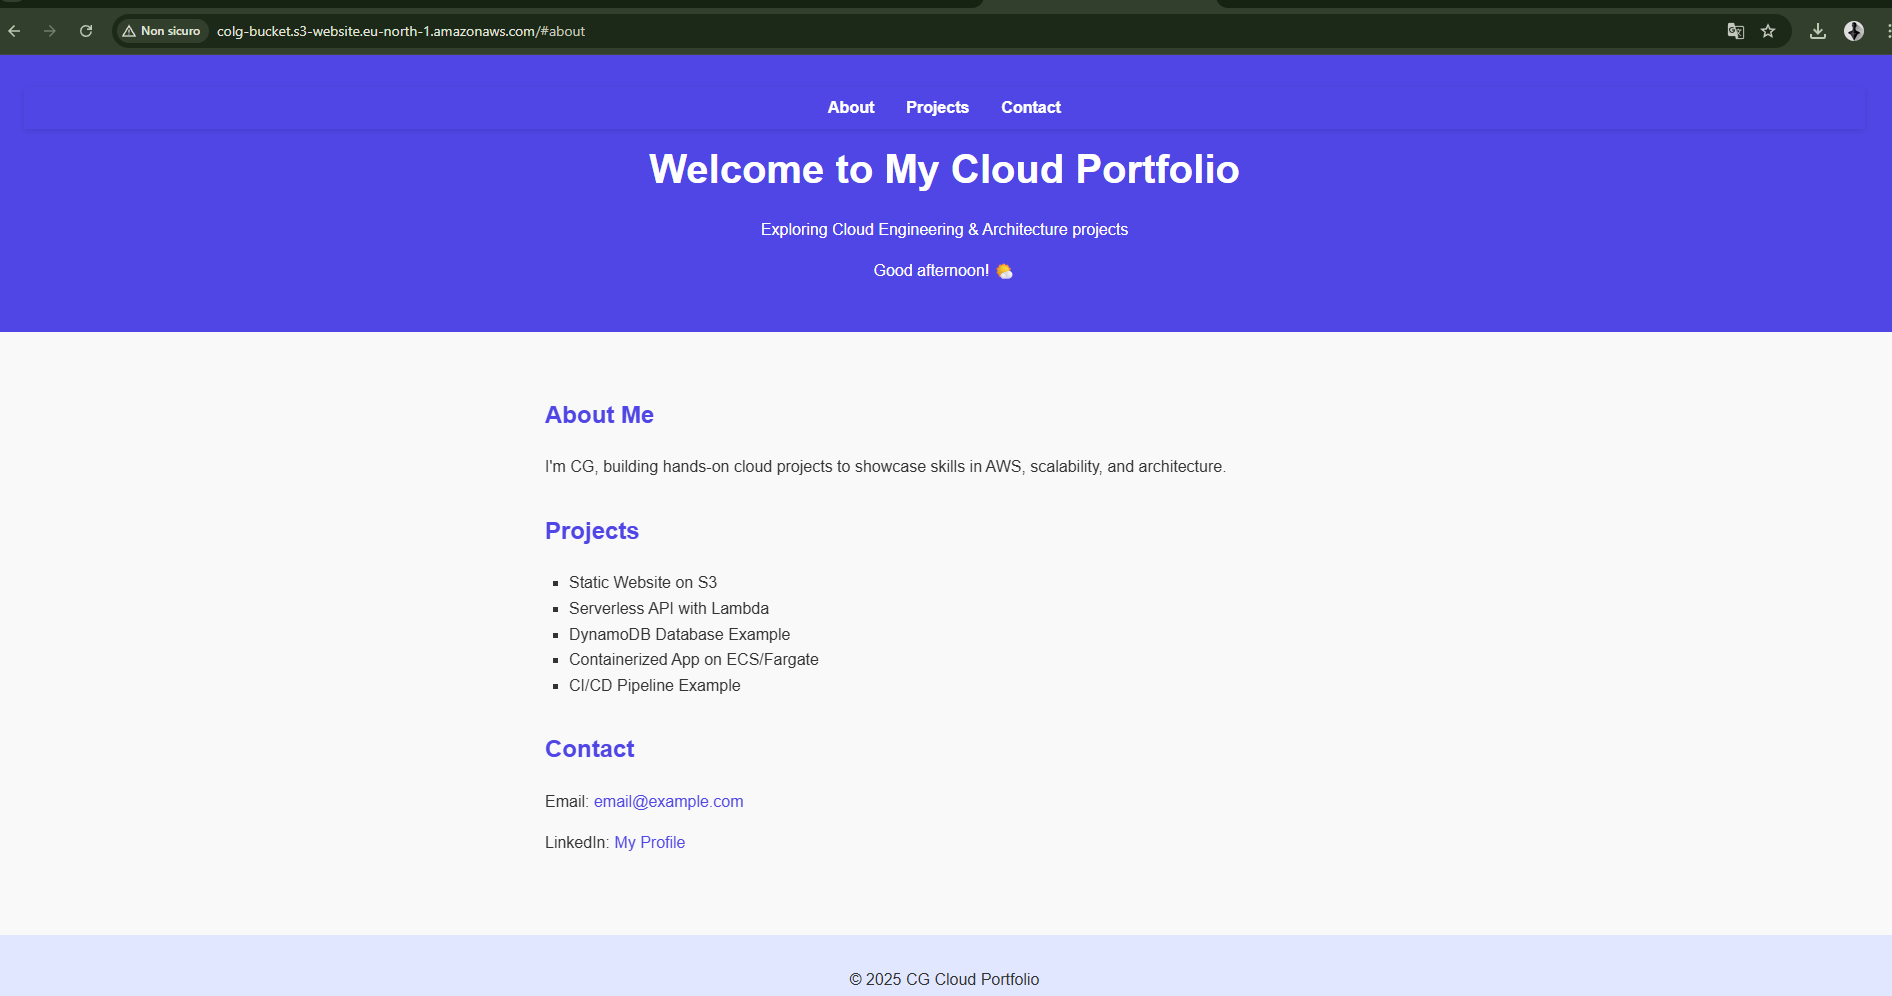 Non sicuro colg-bucket.s3-website.eu-north-1.amazonaws.com/#about
About Projects Contact
Welcome to My Cloud Portfolio
Exploring Cloud Engineering & Architecture projects
Good afternoon! 🌤️
About Me
I'm CG, building hands-on cloud projects to showcase skills in AWS, scalability, and architecture.
Projects
▪ Static Website on S3
▪ Serverless API with Lambda
▪ DynamoDB Database Example
▪ Containerized App on ECS/Fargate
▪ CI/CD Pipeline Example
Contact
Email: email@example.com
LinkedIn: My Profile
© 2025 CG Cloud Portfolio